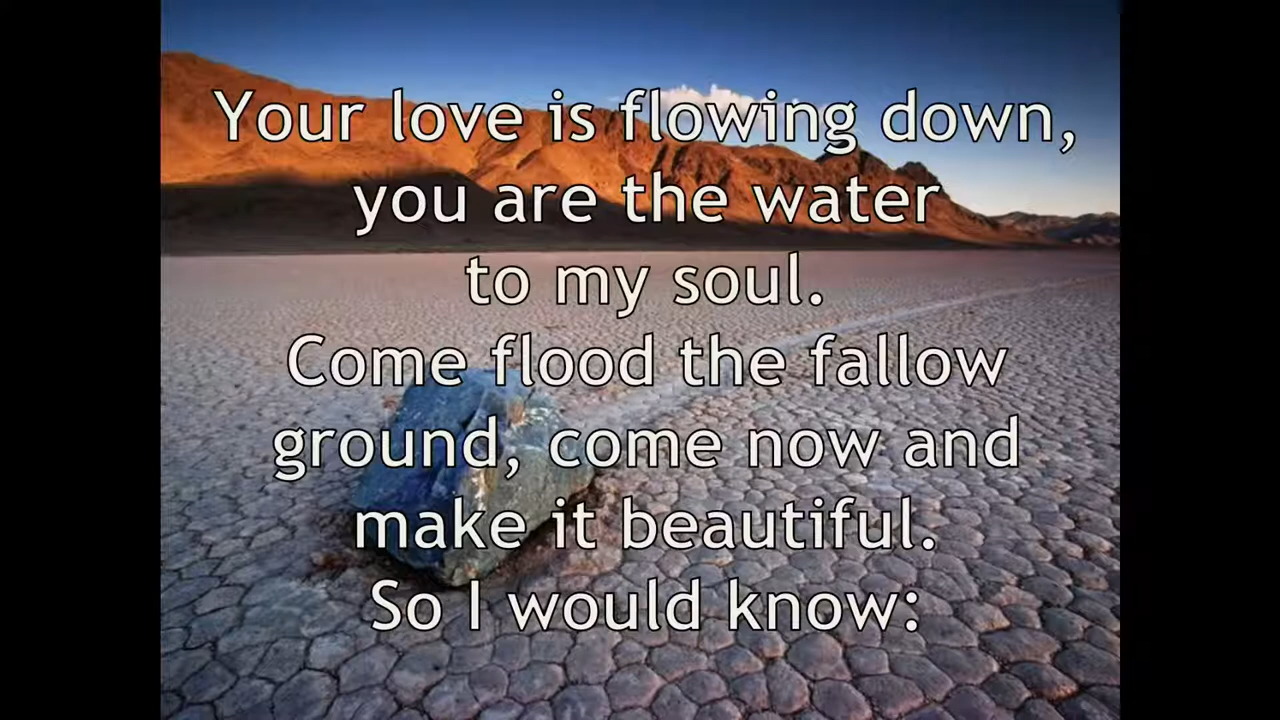 Your love is flowing down,
you are the water
to my soul.
Come flood the fallow
ground, come now and
make it beautiful.
So I would know: